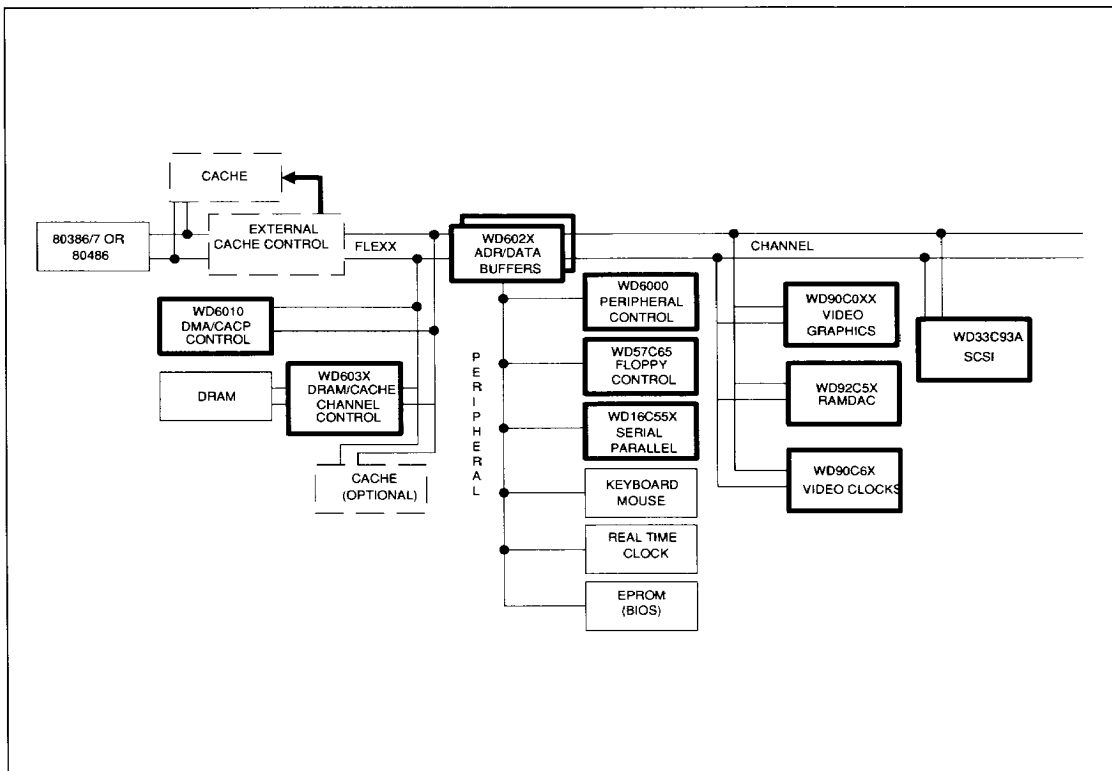 CACHE
80386/7 OR
80486
EXTERNAL
CACHE CONTROL
FLEXX
WD602X
ADR/DATA
BUFFERS
CHANNEL
WD6010
DMA/CACP
CONTROL
DRAM
WD603X
DRAM/CACHE
CHANNEL
CONTROL
CACHE
(OPTIONAL)
PERIPHERAL
WD6000
PERIPHERAL
CONTROL
WD57C65
FLOPPY
CONTROL
WD16C55X
SERIAL
PARALLEL
KEYBOARD
MOUSE
REAL TIME
CLOCK
EPROM
(BIOS)
WD90C0XX
VIDEO
GRAPHICS
WD92C5X
RAMDAC
WD90C6X
VIDEO CLOCKS
WD33C93A
SCSI